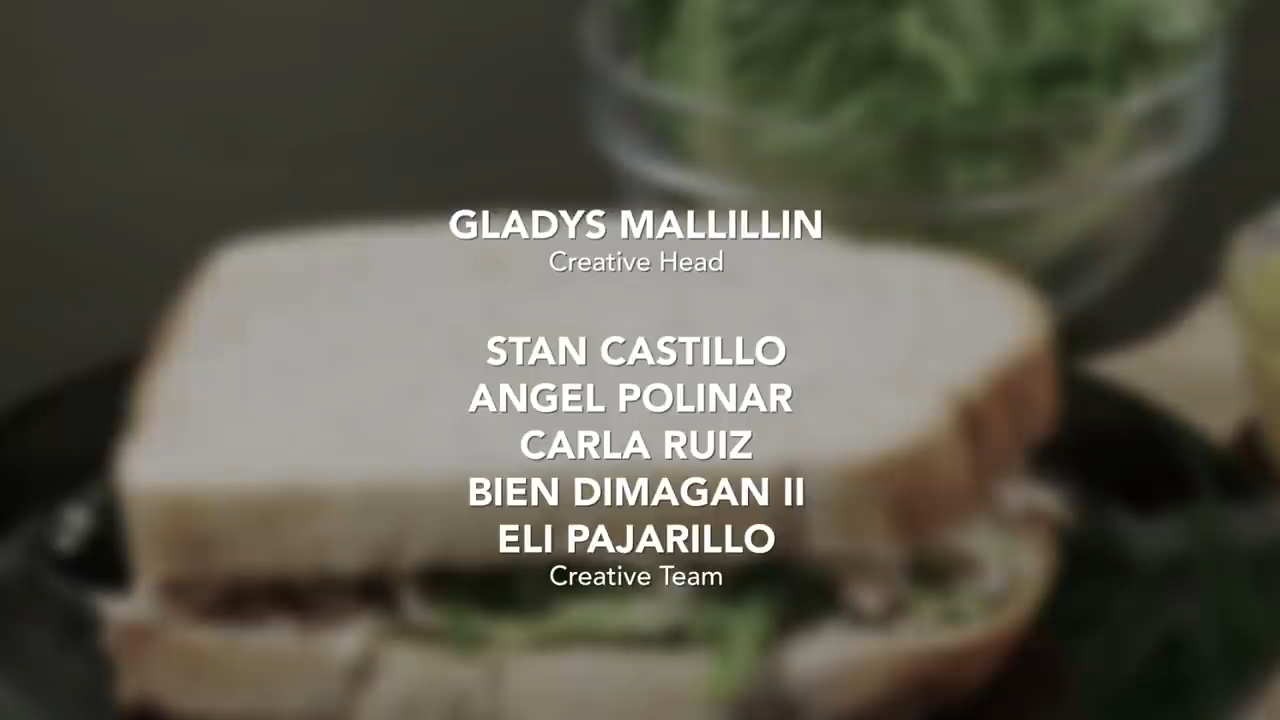 GLADYS MALLILLIN
Creative Head
STAN CASTILLO
ANGEL POLINAR
CARLA RUIZ
BIEN DIMAGAN II
ELI PAJARILLO
Creative Team